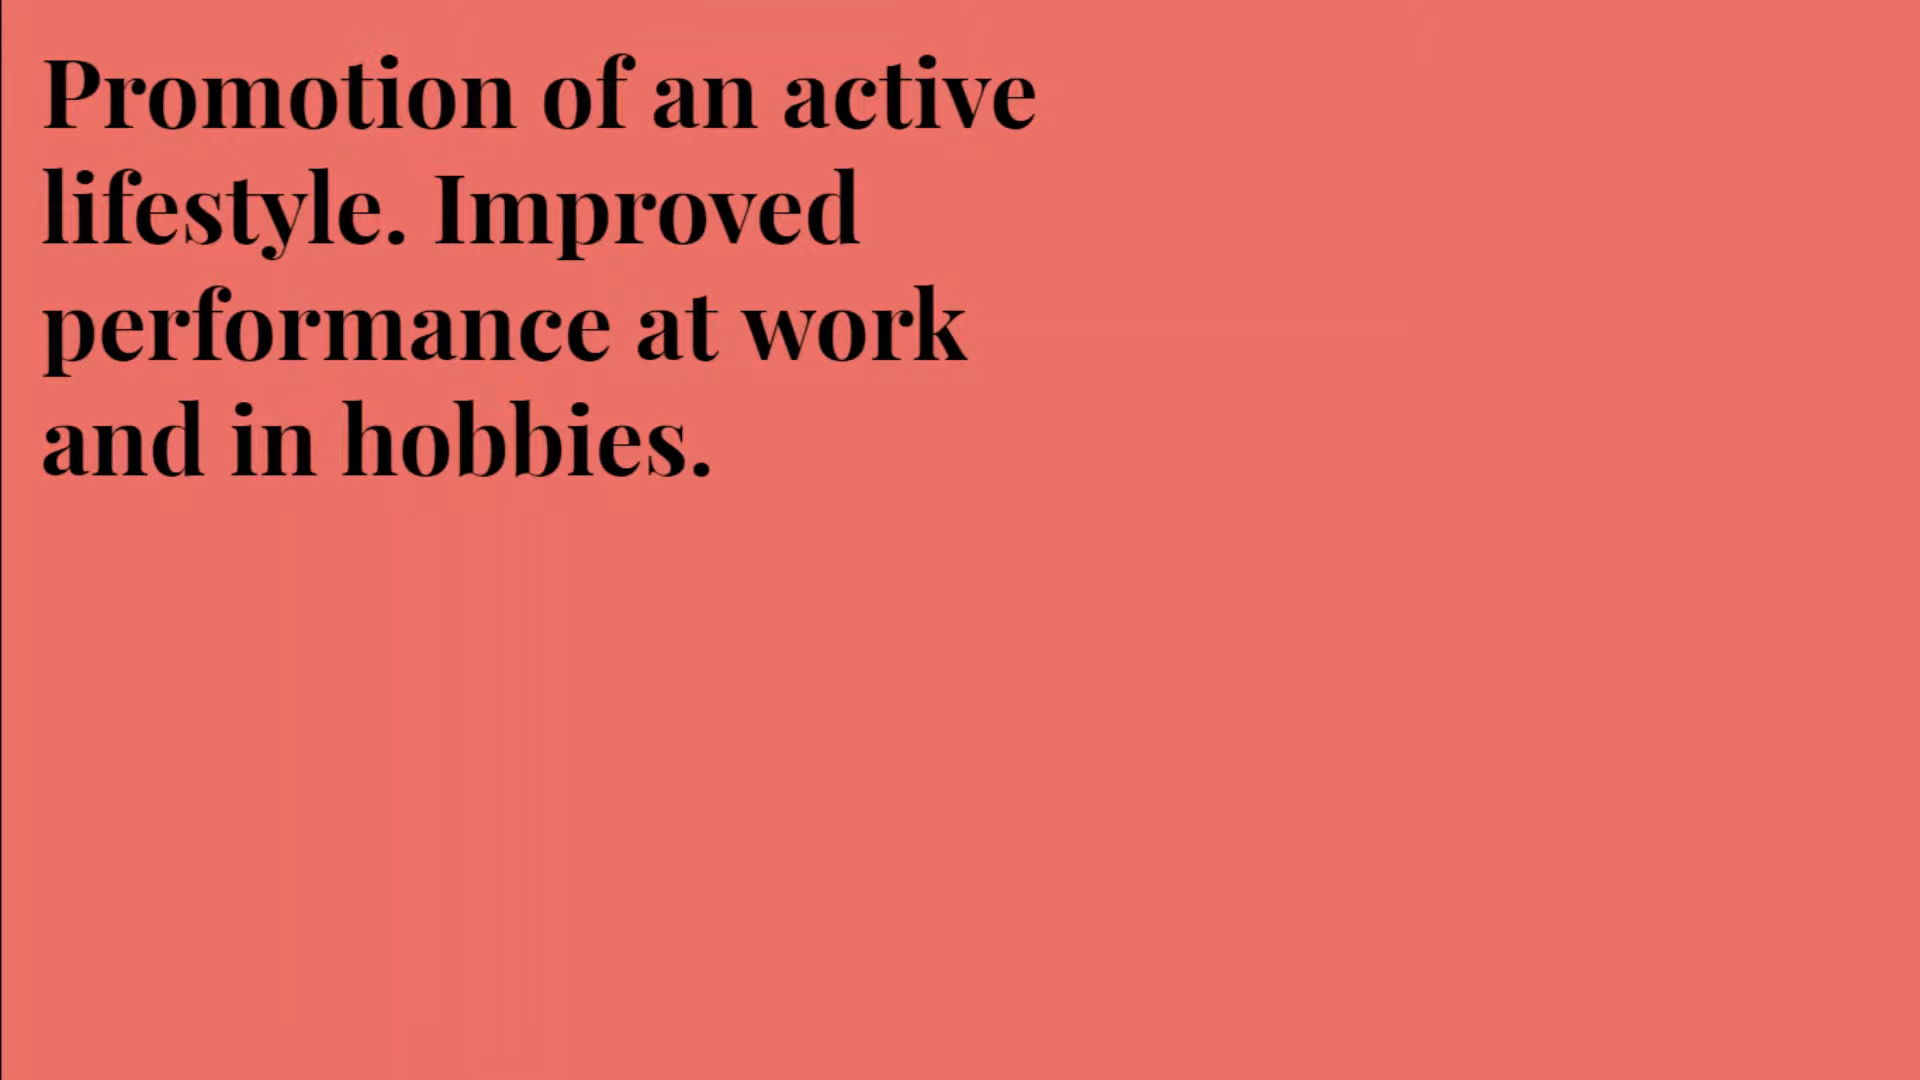 Promotion of an active
lifestyle. Improved
performance at work
and in hobbies.